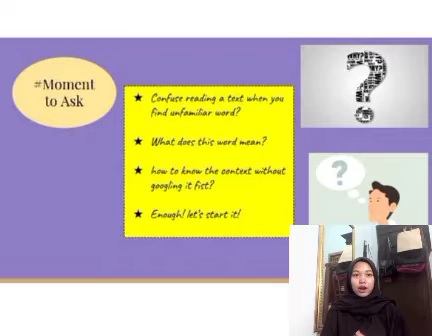 #Moment
to Ask
★ Confuse reading a text when you
find unfamiliar word?
★ What does this word mean?
★ how to know the context without
googling it fist?
★ Enough! let's start it!
?